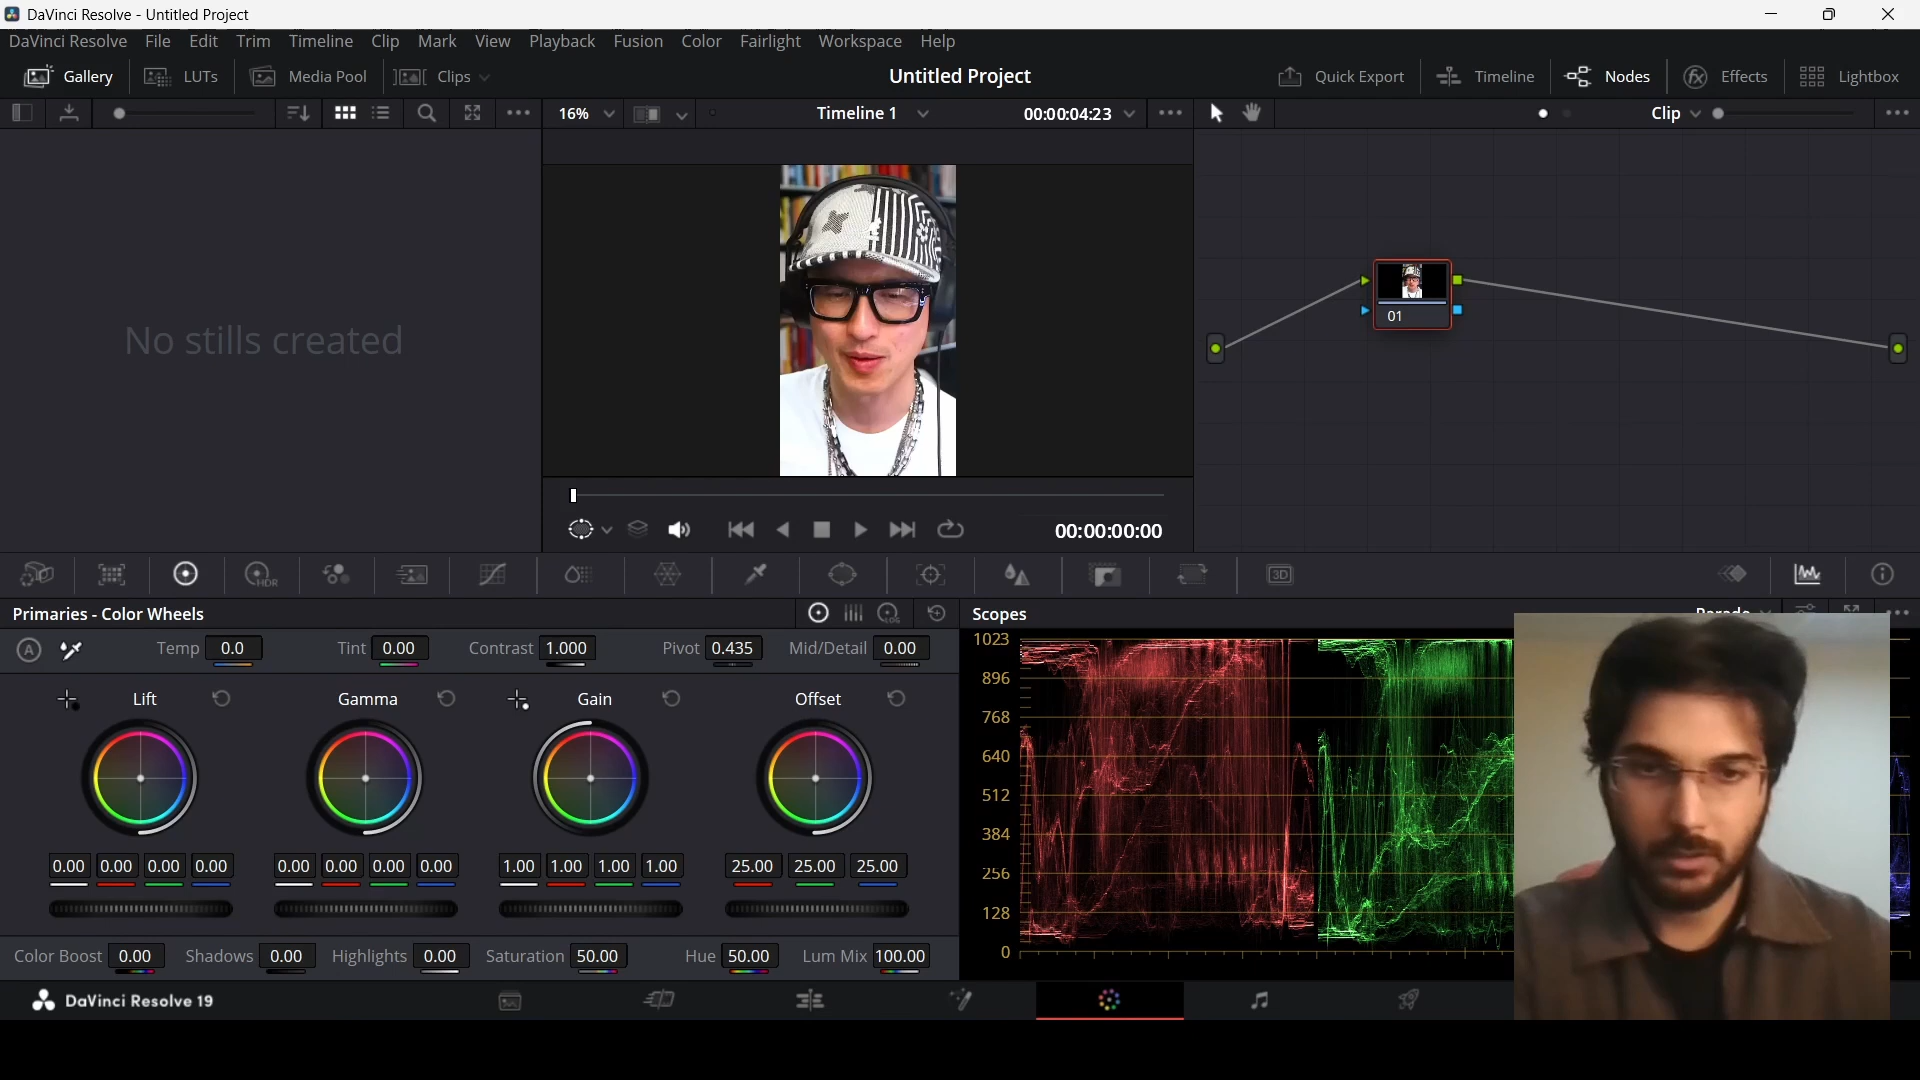 DaVinci Resolve - Untitled Project
DaVinci Resolve File Edit Trim Timeline Clip Mark View Playback Fusion Color Fairlight Workspace Help
Gallery LUTs Media Pool Clips Untitled Project Quick Export Timeline Nodes Effects Lightbox
16% Timeline 1 00:00:04:23 Clip
No stills created
01
00:00:00:00
HDR 3D
Primaries - Color Wheels LOG Scopes Parade
A Temp 0.0 Tint 0.00 Contrast 1.000 Pivot 0.435 Mid/Detail 0.00
Lift Gamma Gain Offset
0.00 0.00 0.00 0.00 0.00 0.00 0.00 0.00 1.00 1.00 1.00 1.00 25.00 25.00 25.00
Color Boost 0.00 Shadows 0.00 Highlights 0.00 Saturation 50.00 Hue 50.00 Lum Mix 100.00
1023
896
768
640
512
384
256
128
0
DaVinci Resolve 19